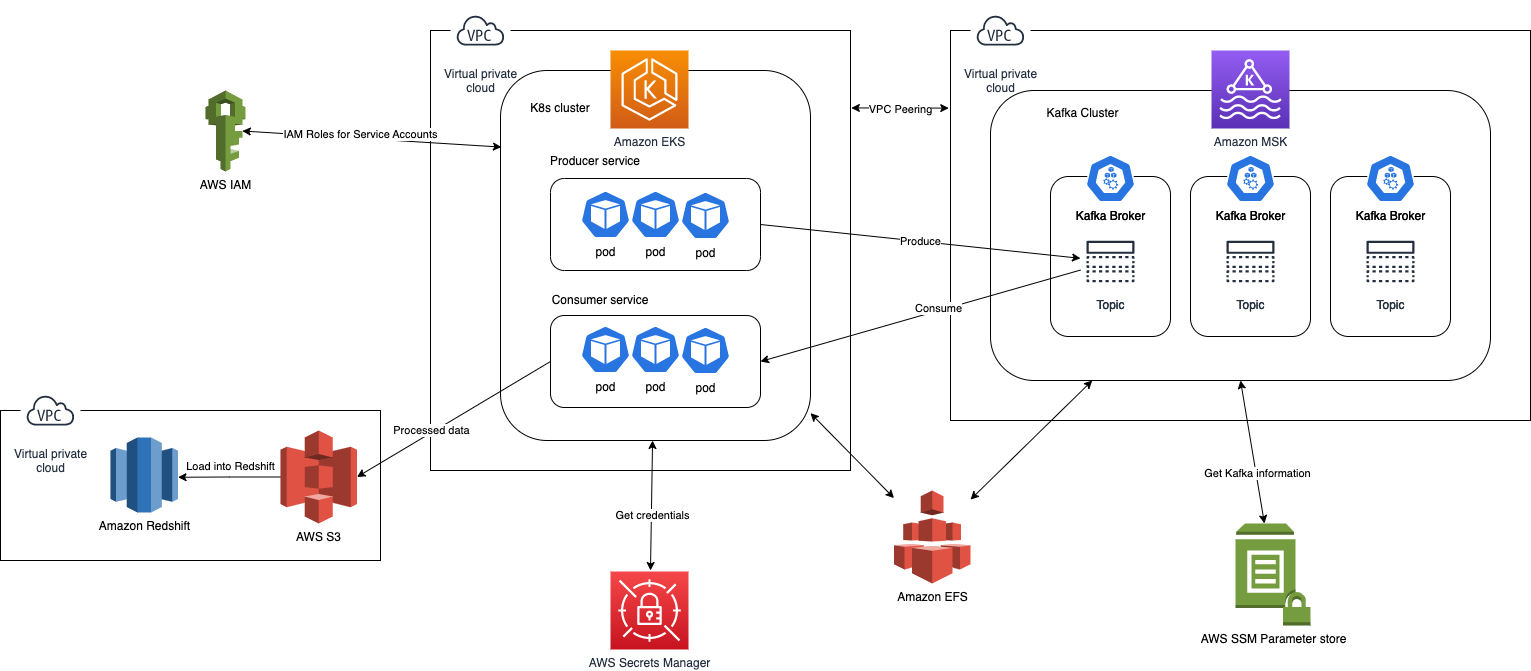 VPC
Virtual private
cloud
K8s cluster
K
Amazon EKS
VPC
Virtual private
cloud
Kafka Cluster
K
Amazon MSK
VPC Peering
IAM Roles for Service Accounts
AWS IAM
Producer service
pod
pod
pod
Produce
Kafka Broker
Kafka Broker
Kafka Broker
Topic
Topic
Topic
Consumer service
pod
pod
pod
Consume
VPC
Virtual private
cloud
Processed data
Load into Redshift
Amazon Redshift
AWS S3
Get credentials
AWS Secrets Manager
Amazon EFS
Get Kafka information
AWS SSM Parameter store